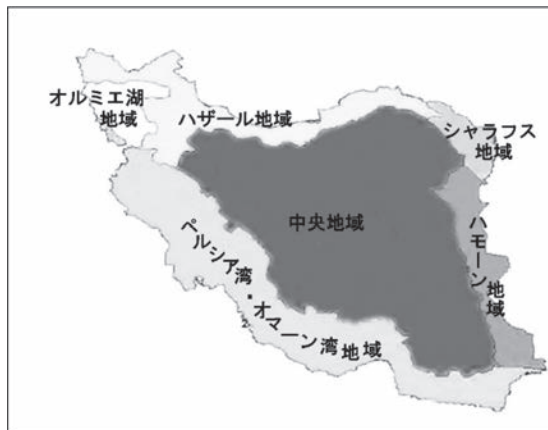 オルミエ湖
地域
ハザール地域
シャラフス
地域
中央地域
ハモーン地域
ペルシア湾・オマーン湾地域